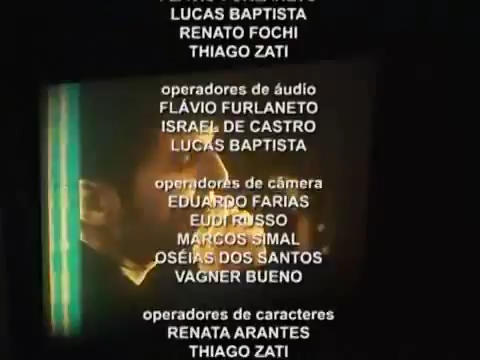 LUCAS BAPTISTA
RENATO FOCHI
THIAGO ZATI
operadores de áudio
FLÁVIO FURLANETO
ISRAEL DE CASTRO
LUCAS BAPTISTA
operadores de câmera
EDUARDO FARIAS
EUDI RUSSO
MARCOS SIMAL
OSÉIAS DOS SANTOS
VAGNER BUENO
operadores de caracteres
RENATA ARANTES
THIAGO ZATI